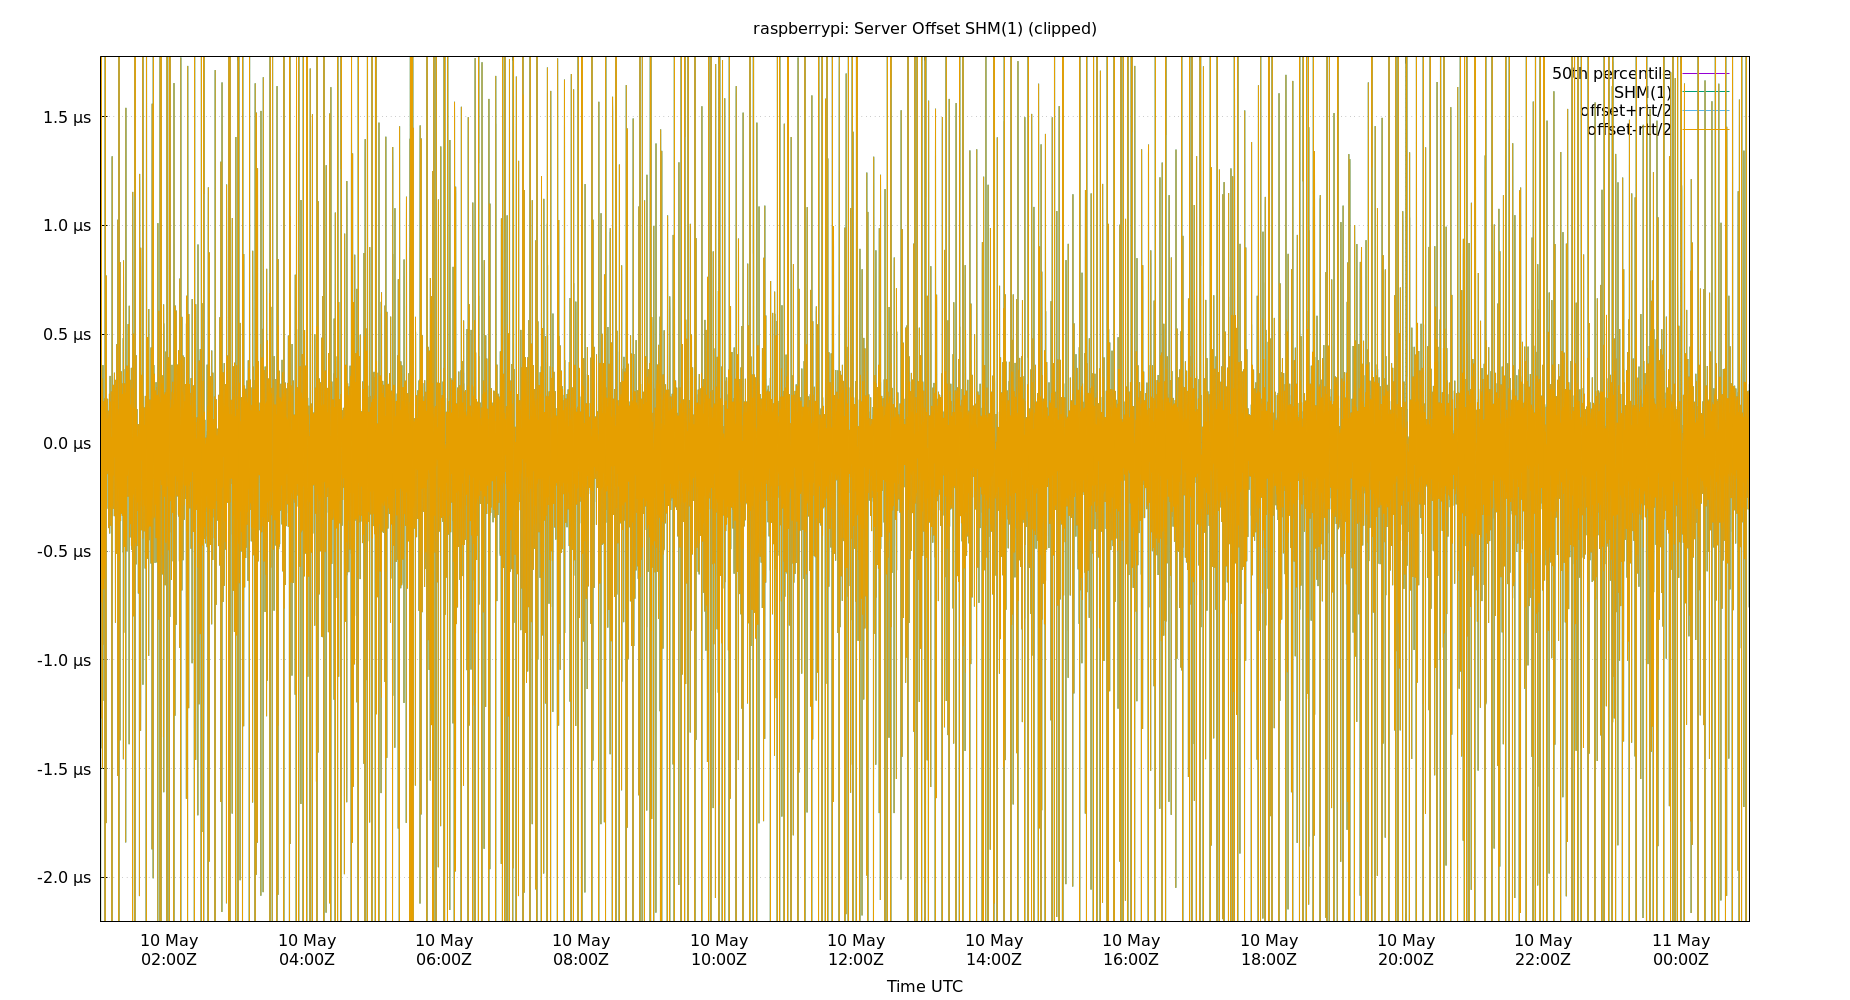 raspberrypi: Server Offset SHM(1) (clipped)
50th percentile
SHM(1)
offset+rtt/2
offset-rtt/2
1.5 µs
1.0 µs
0.5 µs
0.0 µs
-0.5 µs
-1.0 µs
-1.5 µs
-2.0 µs
10 May 10 May 10 May 10 May 10 May 10 May 10 May 10 May 10 May 10 May 10 May 11 May
02:00Z 04:00Z 06:00Z 08:00Z 10:00Z 12:00Z 14:00Z 16:00Z 18:00Z 20:00Z 22:00Z 00:00Z
Time UTC